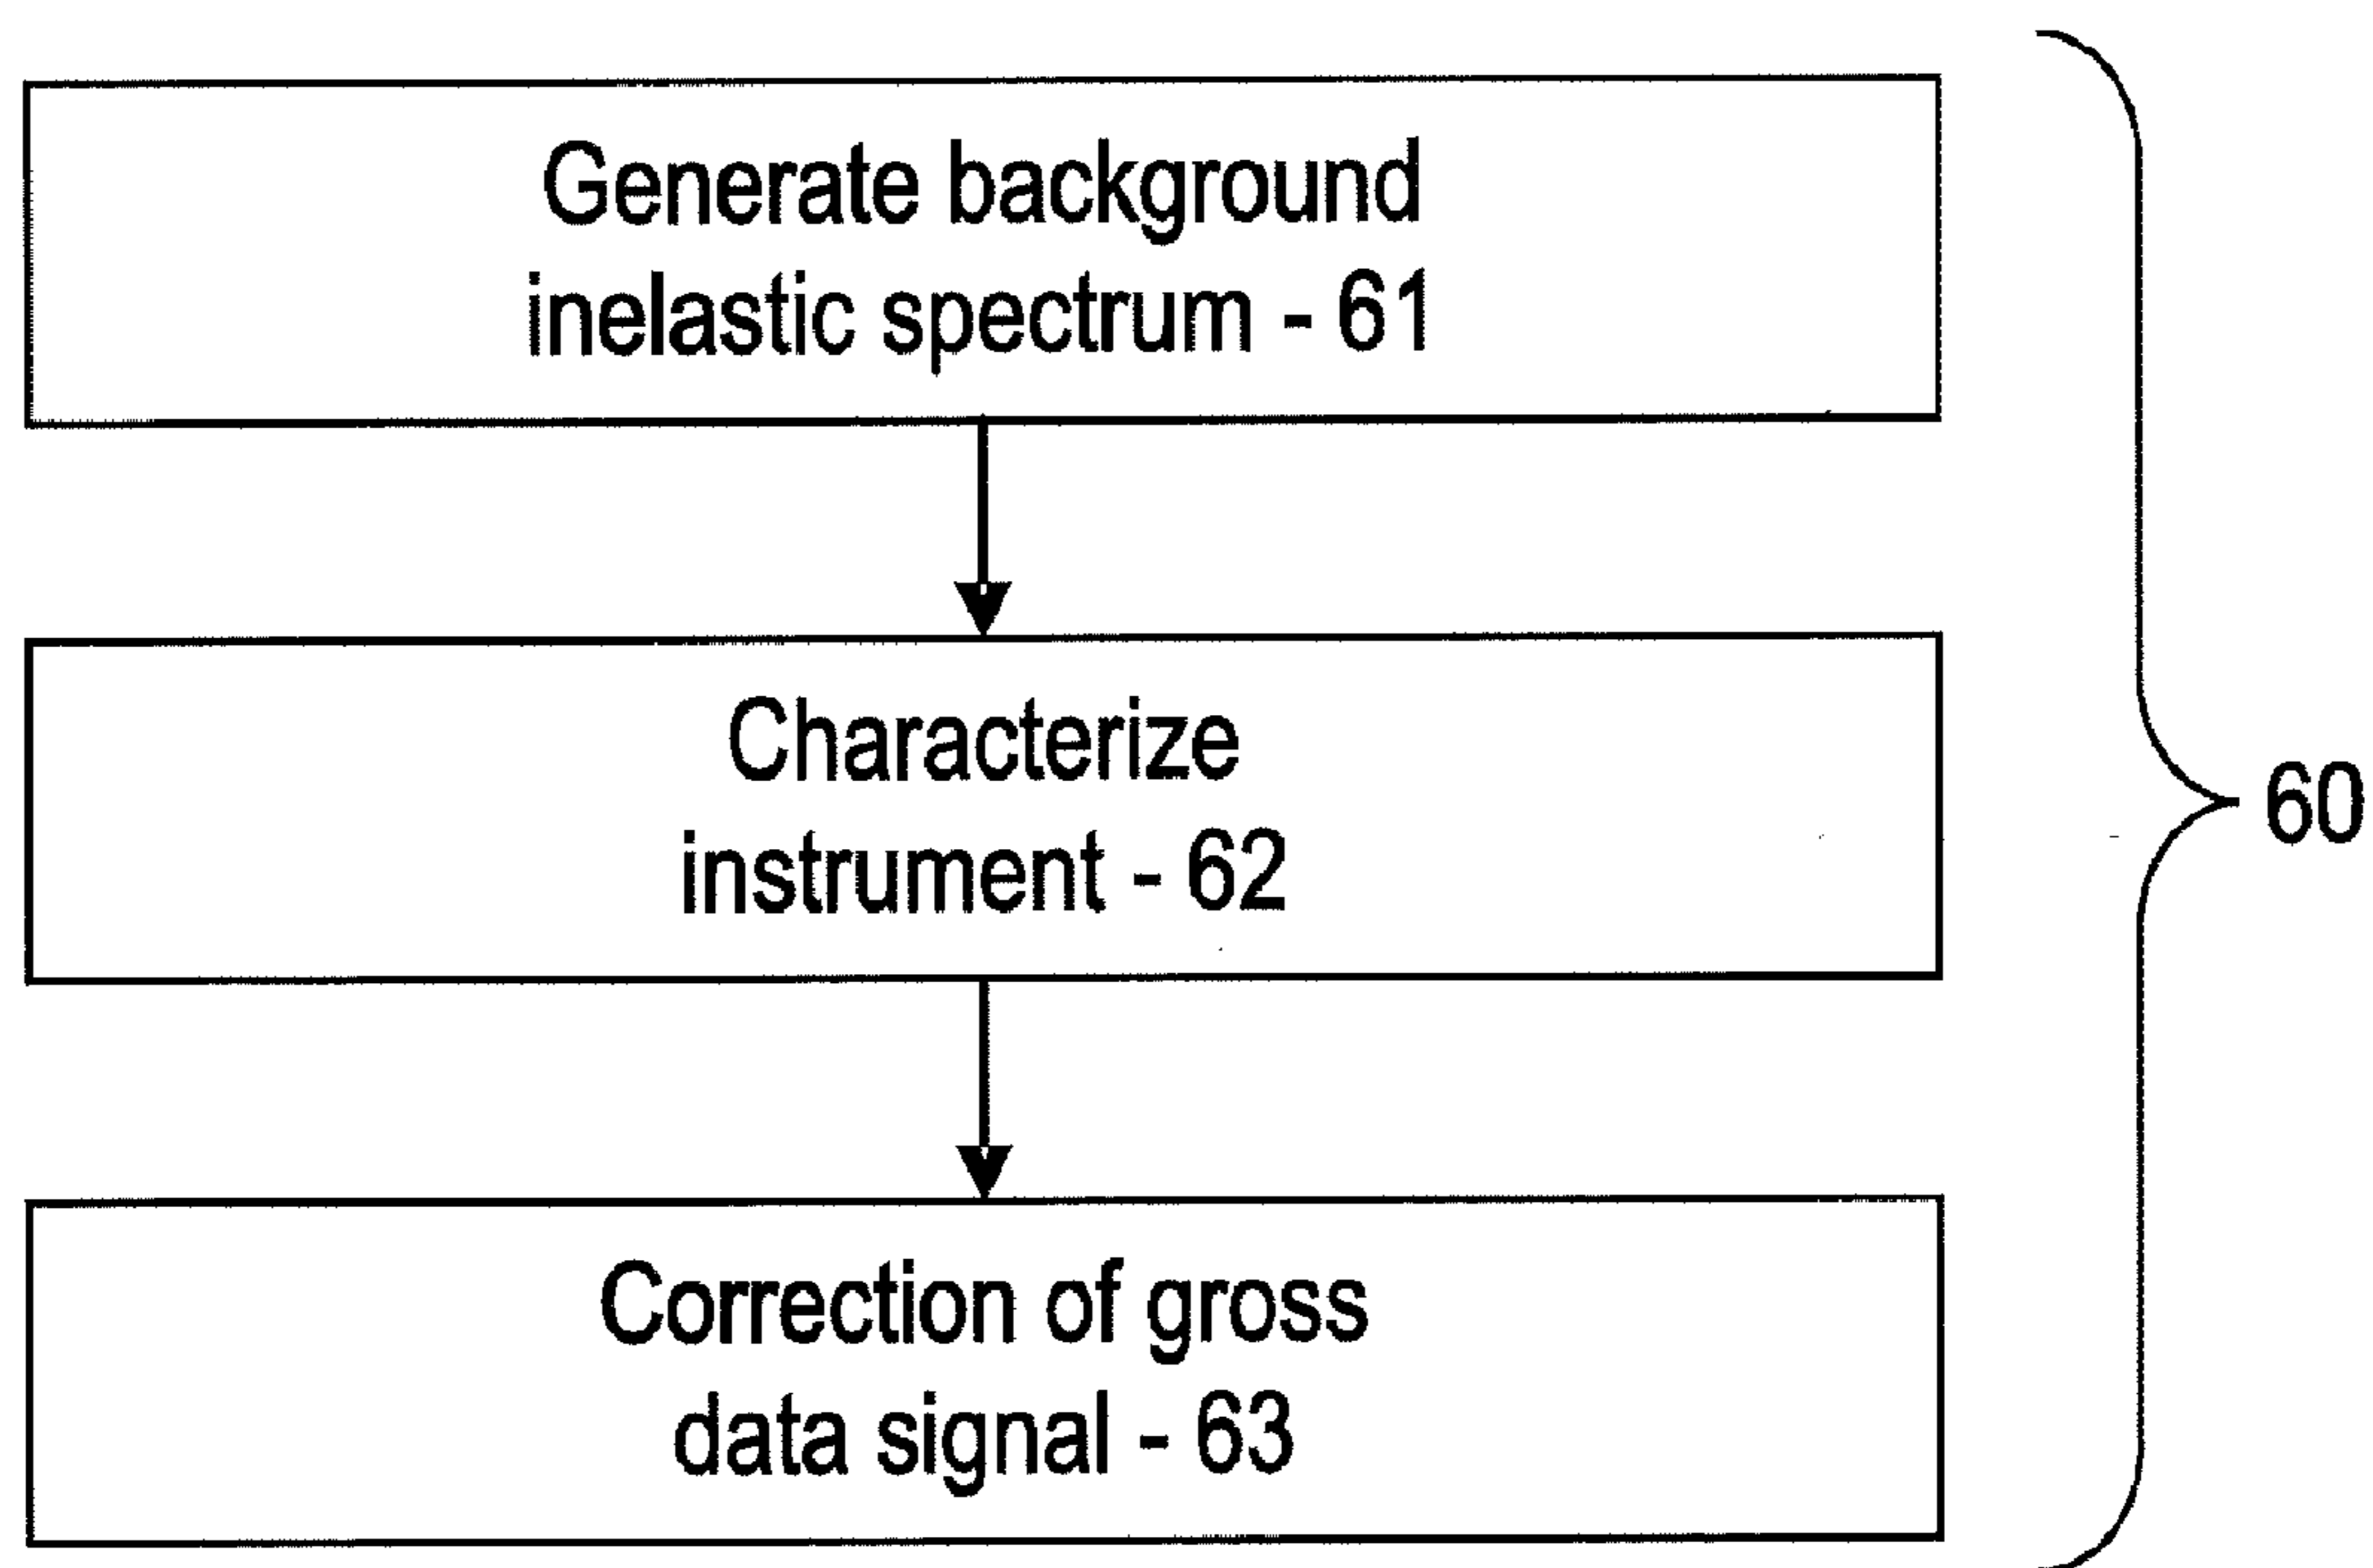 Generate background
inelastic spectrum - 61
Characterize
instrument - 62
60
Correction of gross
data signal - 63